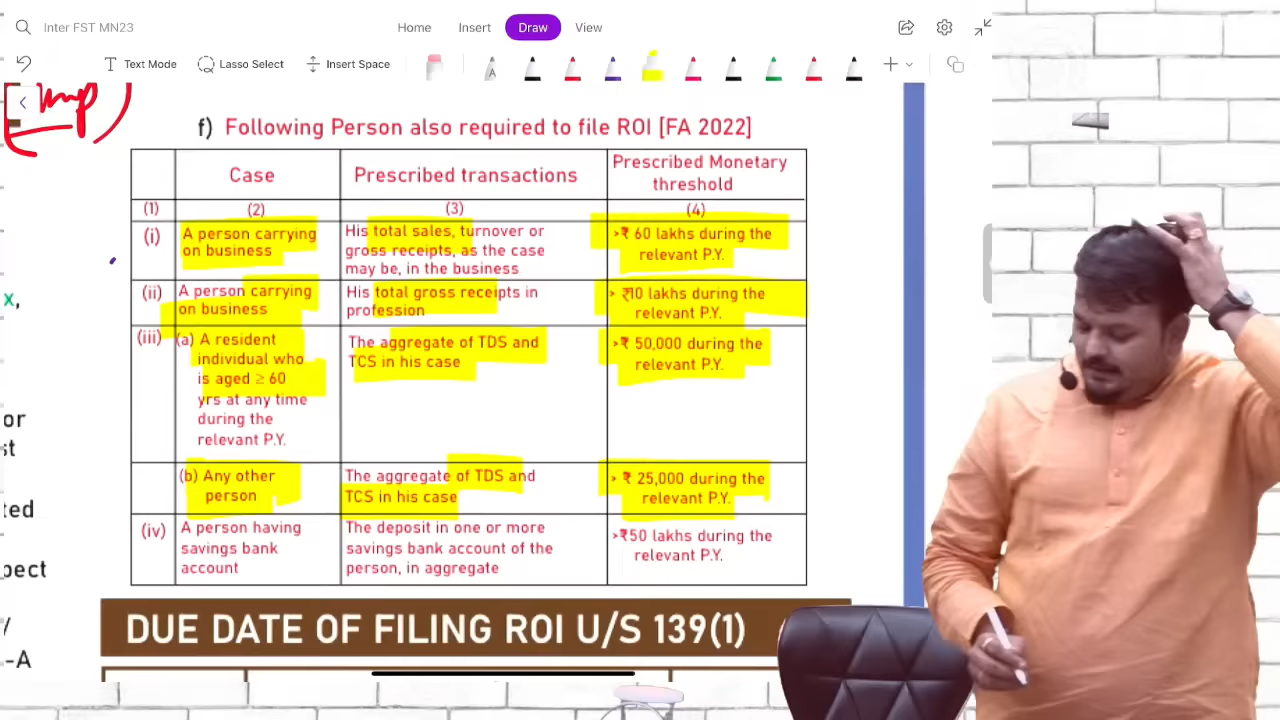 Inter FST MN23
Home Insert Draw View
Text Mode Lasso Select Insert Space
Imp)
f) Following Person also required to file ROI [FA 2022]
Case Prescribed transactions Prescribed Monetary
threshold
(1) (2) (3) (4)
(i) A person carrying
on business
His total sales, turnover or
gross receipts, as the case
may be, in the business
>₹ 60 lakhs during the
relevant P.Y.
(ii) A person carrying
on business
His total gross receipts in
profession
> ₹10 lakhs during the
relevant P.Y.
(iii) (a) A resident
individual who
is aged ≥ 60
yrs at any time
during the
relevant P.Y.
The aggregate of TDS and
TCS in his case
>₹ 50,000 during the
relevant P.Y.
(b) Any other
person
The aggregate of TDS and
TCS in his case
> ₹ 25,000 during the
relevant P.Y.
(iv) A person having
savings bank
account
The deposit in one or more
savings bank account of the
person, in aggregate
>₹50 lakhs during the
relevant P.Y.
DUE DATE OF FILING ROI U/S 139(1)
x,
or
st
ted
pect
/
-A